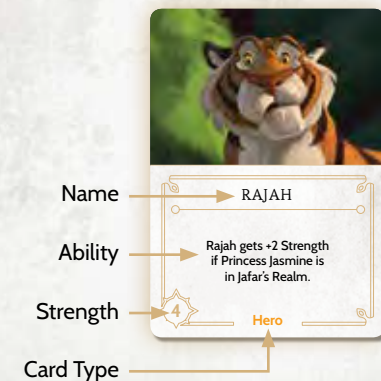 Name
RAJAH
Ability
Rajah gets +2 Strength
if Princess Jasmine is
in Jafar's Realm.
Strength
4
Hero
Card Type